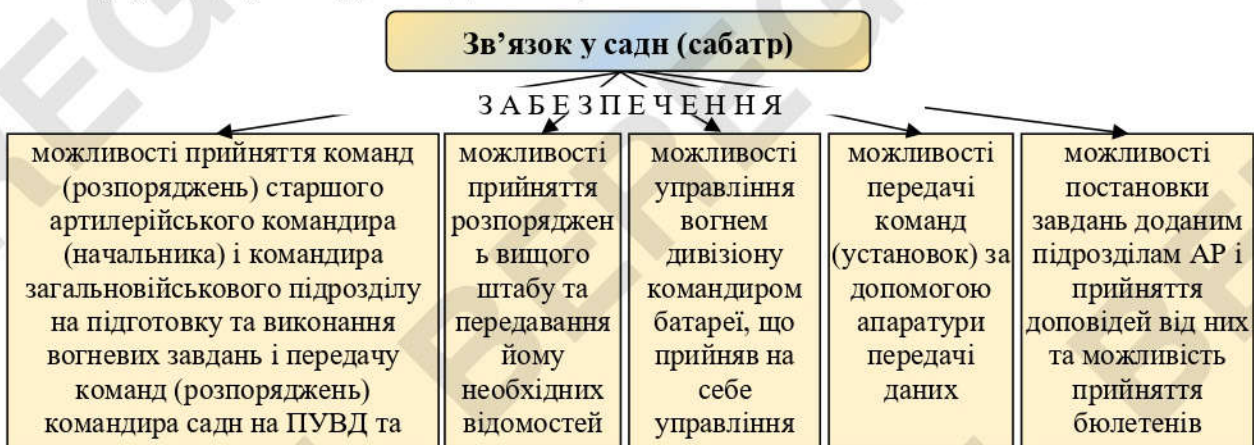 Зв’язок у садн (сабатр)
З А Б Е З П Е Ч Е Н Н Я
можливості прийняття команд
(розпоряджень) старшого
артилерійського командира
(начальника) і командира
загальновійськового підрозділу
на підготовку та виконання
вогневих завдань і передачу
команд (розпоряджень)
командира садн на ПУВД та
можливості
прийняття
розпоряджен
ь вищого
штабу та
передавання
йому
необхідних
відомостей
можливості
управління
вогнем
дивізіону
командиром
батареї, що
прийняв на
себе
управління
можливості
передачі
команд
(установок) за
допомогою
апаратури
передачі
даних
можливості
постановки
завдань доданим
підрозділам АР і
прийняття
доповідей від них
та можливість
прийняття
бюлетенів